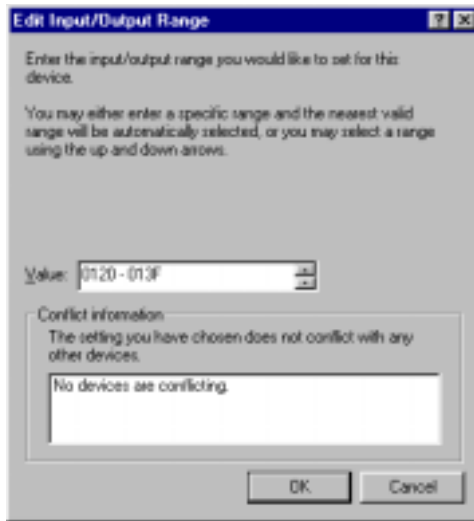 Edit Input/Output Range
Enter the input/output range you would like to set for this
device.
You may either enter a specific range and the nearest valid
range will be automatically selected, or you may select a range
using the up and down arrows.
Value: 0120 - 013F
Conflict information
The setting you have chosen does not conflict with any
other devices.
No devices are conflicting.
OK Cancel